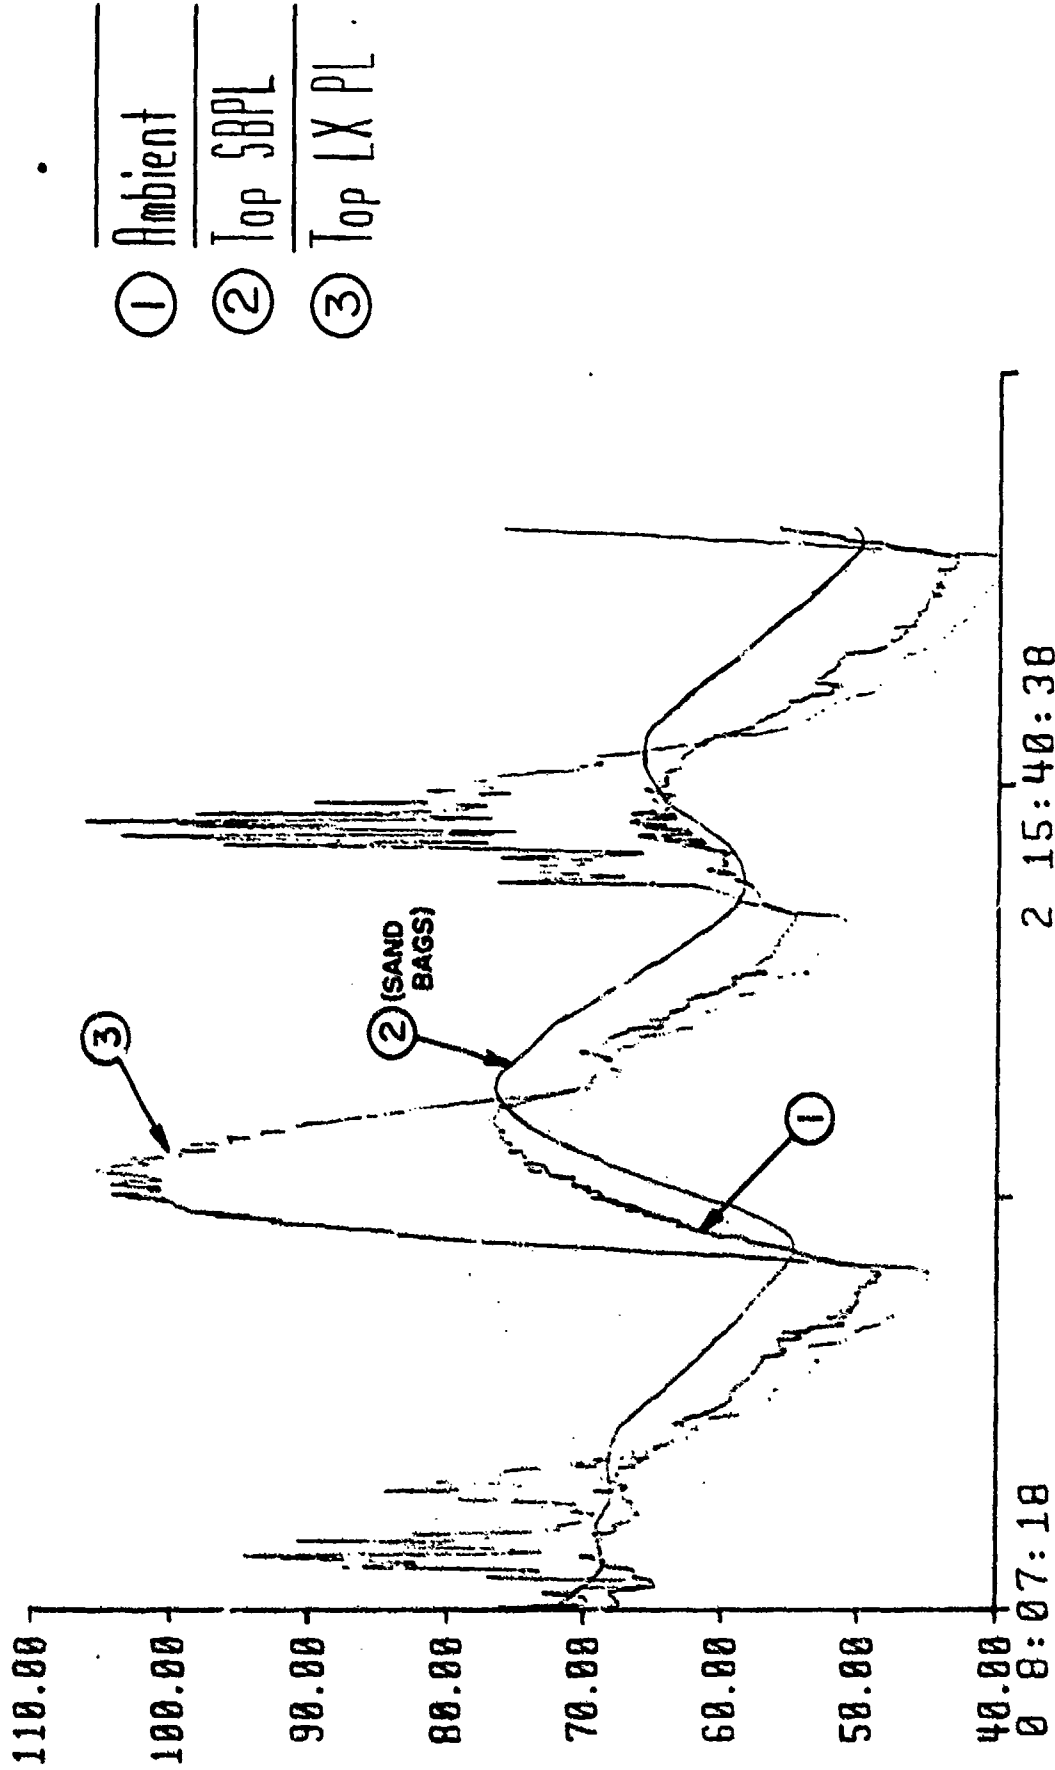 ① Ambient
② Top SBPL
③ Top LX PL
110.00
100.00
90.00
80.00
70.00
60.00
50.00
40.00
③
② (SAND
BAGS)
①
0 8:07:18
2 15:40:38